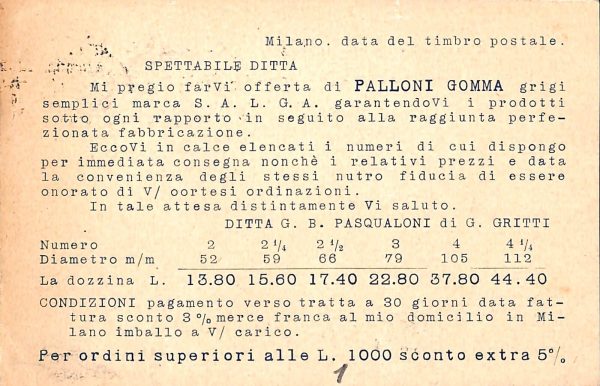 Milano. data del timbro postale.
SPETTABILE DITTA
Mi pregio farVi offerta di PALLONI GOMMA grigi
semplici marca S. A. L. G. A. garantendoVi i prodotti
sotto ogni rapporto in seguito alla raggiunta perfe-
zionata fabbricazione.
EccoVi in calce elencati i numeri di cui dispongo
per immediata consegna nonchè i relativi prezzi e data
la convenienza degli stessi nutro fiducia di essere
onorato di V/ oortesi ordinazioni.
In tale attesa distintamente Vi saluto.
DITTA G. B. PASQUALONI di G. GRITTI
Numero 2 2 1/4 2 1/2 3 4 4 1/4
Diametro m/m 52 59 66 79 105 112
La dozzina L. 13.80 15.60 17.40 22.80 37.80 44.40
CONDIZIONI pagamento verso tratta a 30 giorni data fat-
tura sconto 3 % merce franca al mio domicilio in Mi-
lano imballo a V/ carico.
Per ordini superiori alle L. 1000 sconto extra 5%
1